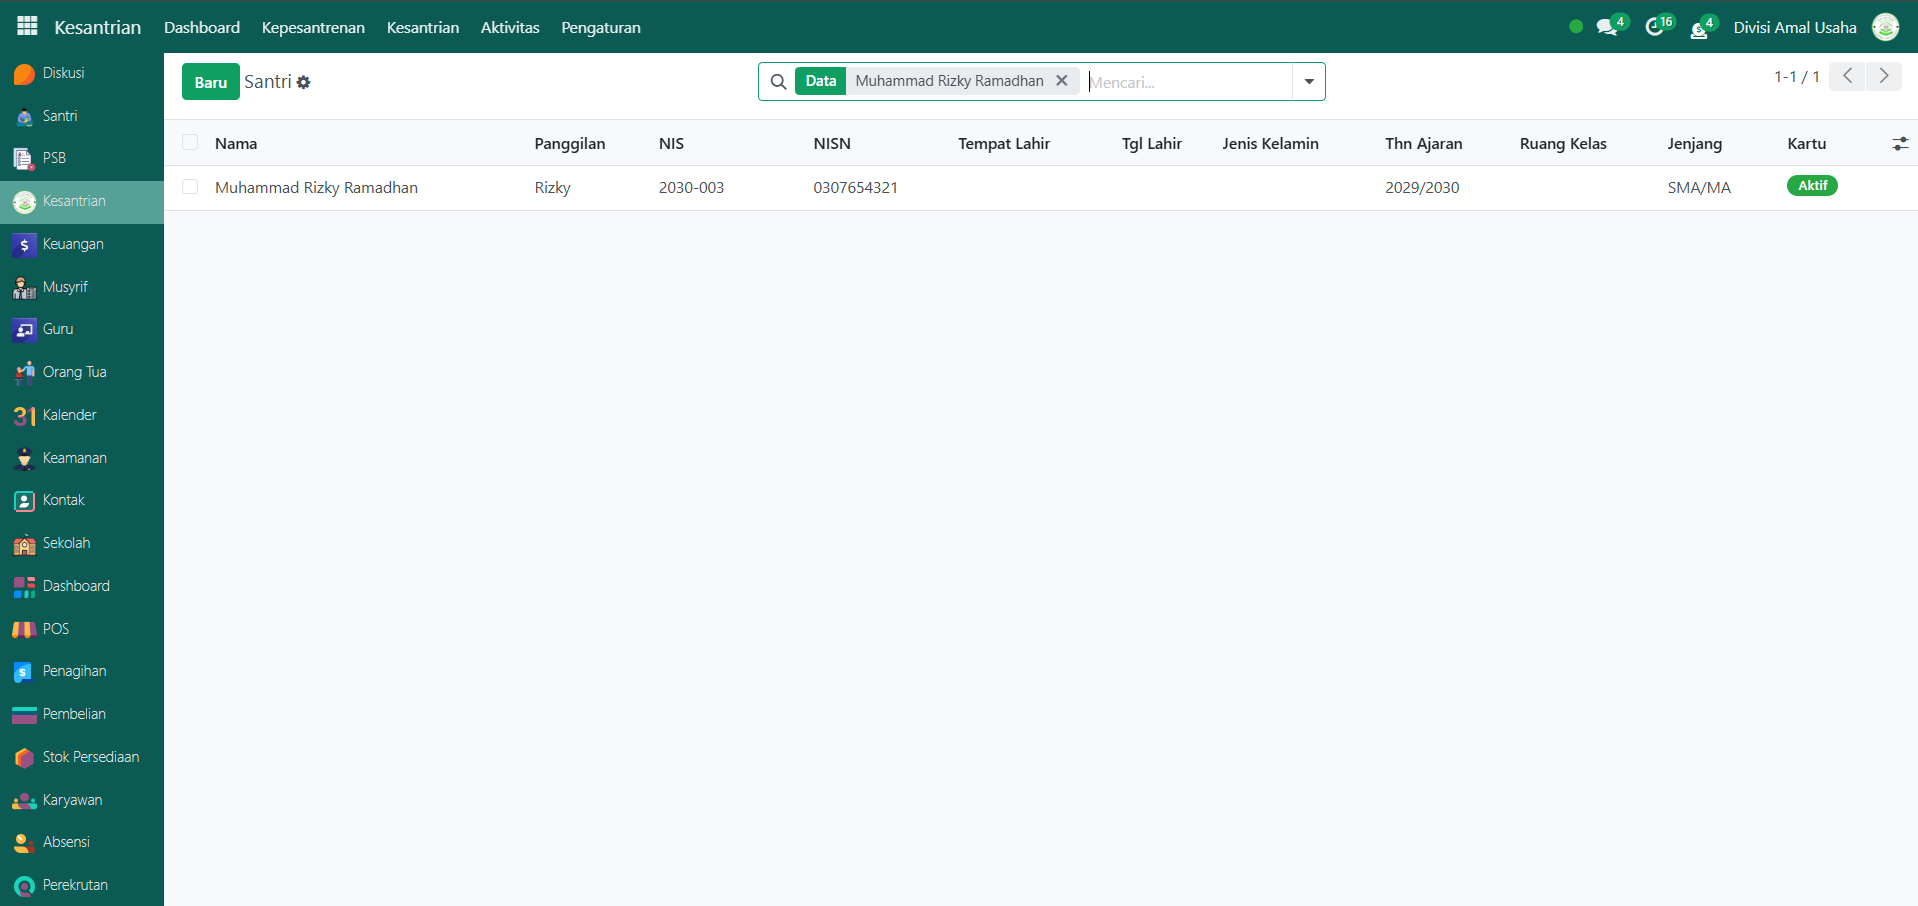 Kesantrian Dashboard Kepesantrenan Kesantrian Aktivitas Pengaturan 4 16 4 Divisi Amal Usaha
Diskusi
Santri
PSB
Kesantrian
Keuangan
Musyrif
Guru
Orang Tua
31 Kalender
Keamanan
Kontak
Sekolah
Dashboard
POS
Penagihan
Pembelian
Stok Persediaan
Karyawan
Absensi
Perekrutan
Baru Santri Data Muhammad Rizky Ramadhan Mencari... 1-1 / 1
Nama Panggilan NIS NISN Tempat Lahir Tgl Lahir Jenis Kelamin Thn Ajaran Ruang Kelas Jenjang Kartu
Muhammad Rizky Ramadhan Rizky 2030-003 0307654321 2029/2030 SMA/MA Aktif